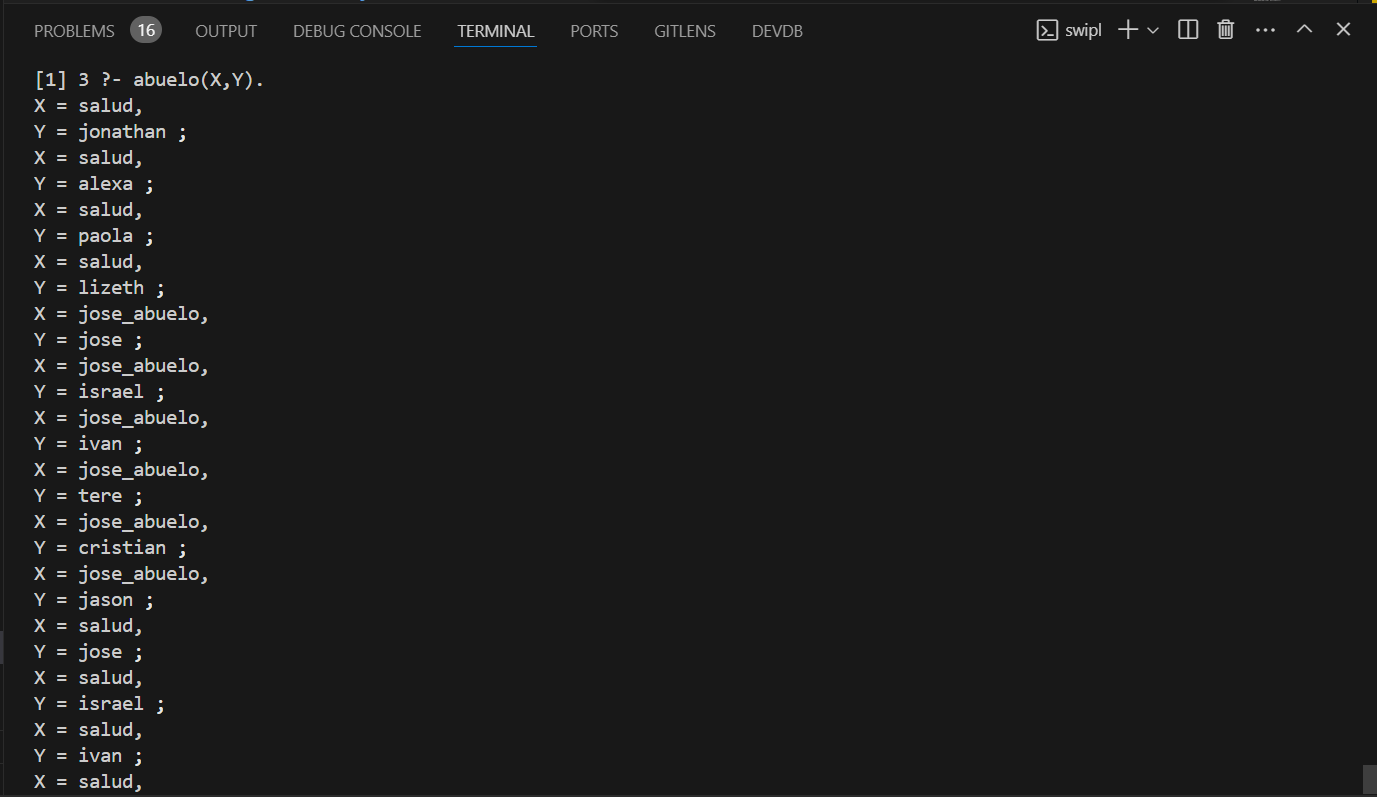 PROBLEMS 16 OUTPUT DEBUG CONSOLE TERMINAL PORTS GITLENS DEVDB swipl
[1] 3 ?- abuelo(X,Y).
X = salud,
Y = jonathan ;
X = salud,
Y = alexa ;
X = salud,
Y = paola ;
X = salud,
Y = lizeth ;
X = jose_abuelo,
Y = jose ;
X = jose_abuelo,
Y = israel ;
X = jose_abuelo,
Y = ivan ;
X = jose_abuelo,
Y = tere ;
X = jose_abuelo,
Y = cristian ;
X = jose_abuelo,
Y = jason ;
X = salud,
Y = jose ;
X = salud,
Y = israel ;
X = salud,
Y = ivan ;
X = salud,